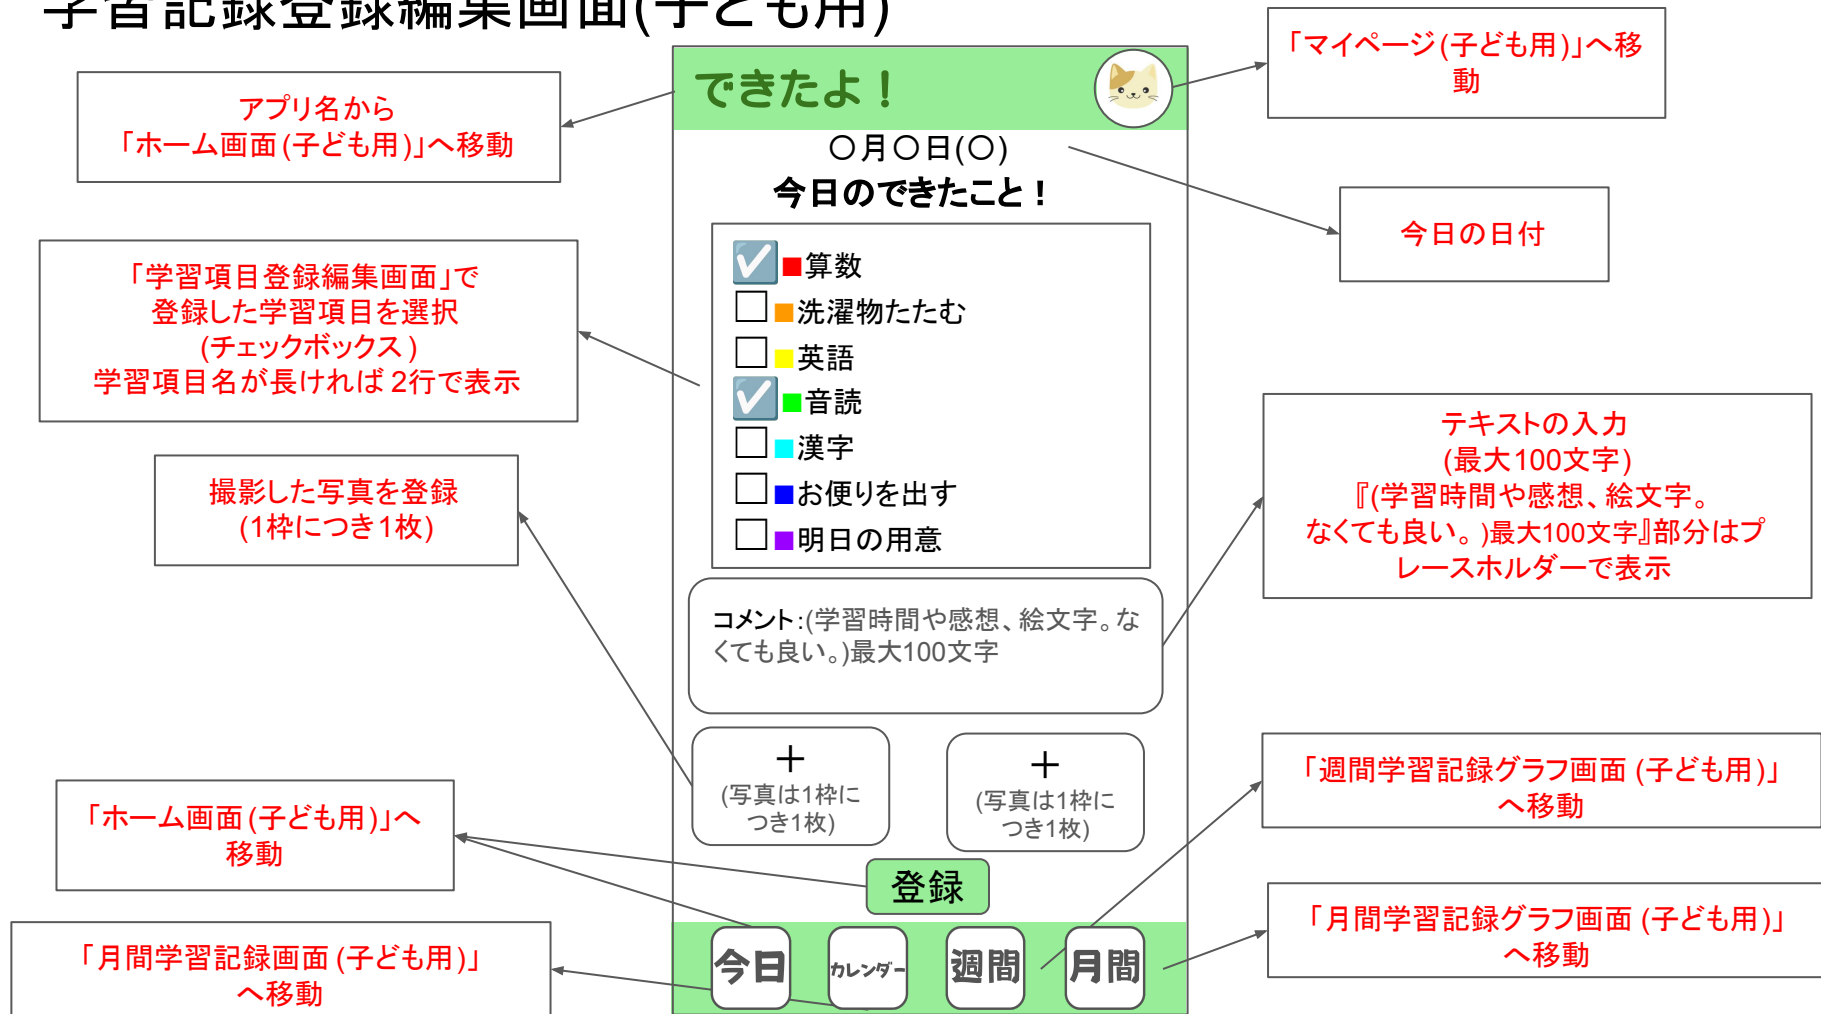 学習記録登録編集画面(子ども用)
アプリ名から
「ホーム画面(子ども用)」へ移動
できたよ！
「マイページ(子ども用)」へ移
動
〇月〇日(〇)
今日のできたこと！
今日の日付
「学習項目登録編集画面」で
登録した学習項目を選択
(チェックボックス)
学習項目名が長ければ2行で表示
☑■算数
□■洗濯物たたむ
□■英語
☑■音読
□■漢字
□■お便りを出す
□■明日の用意
撮影した写真を登録
(1枠につき1枚)
テキストの入力
(最大100文字)
『(学習時間や感想、絵文字。
なくても良い。)最大100文字』部分はプ
レースホルダーで表示
コメント:(学習時間や感想、絵文字。な
くても良い。)最大100文字
＋
(写真は1枠に
つき1枚)
＋
(写真は1枠に
つき1枚)
「週間学習記録グラフ画面(子ども用)」
へ移動
「ホーム画面(子ども用)」へ
移動
登録
「月間学習記録グラフ画面(子ども用)」
へ移動
「月間学習記録画面(子ども用)」
へ移動
今日
カレンダー
週間
月間